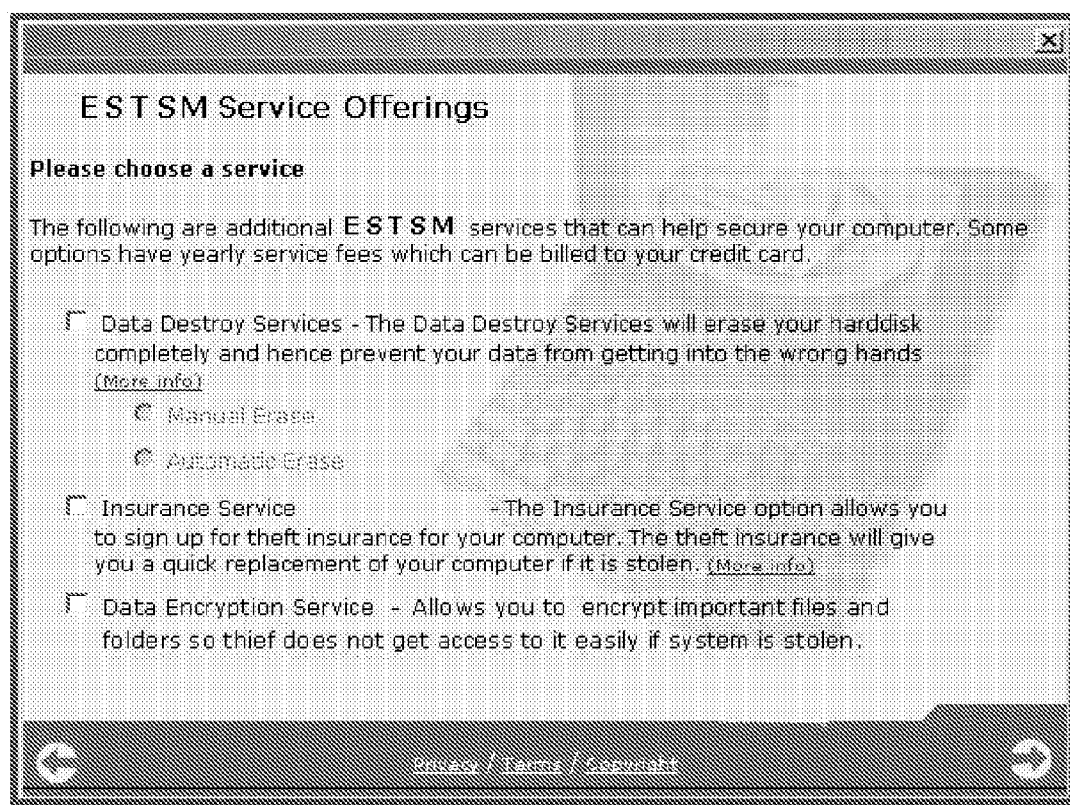 E S T SM Service Offerings
Please choose a service
The following are additional E S T S M services that can help secure your computer. Some
options have yearly service fees which can be billed to your credit card.
Data Destroy Services - The Data Destroy Services will erase your harddisk
completely and hence prevent your data from getting into the wrong hands
(More info)
Manual Erase
Automatic Erase
Insurance Service - The Insurance Service option allows you
to sign up for theft insurance for your computer. The theft insurance will give
you a quick replacement of your computer if it is stolen. (More info)
Data Encryption Service - Allows you to encrypt important files and
folders so thief does not get access to it easily if system is stolen.
Privacy / Terms / Copyright